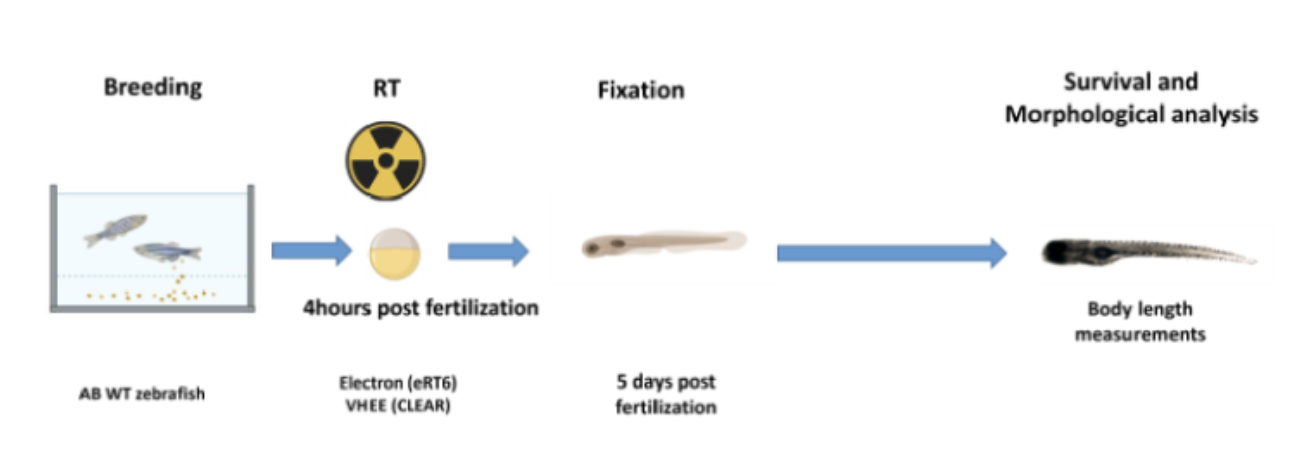 Breeding
RT
Fixation
Survival and
Morphological analysis
4hours post fertilization
Body length
measurements
AB WT zebrafish
Electron (eRT6)
VHEE (CLEAR)
5 days post
fertilization